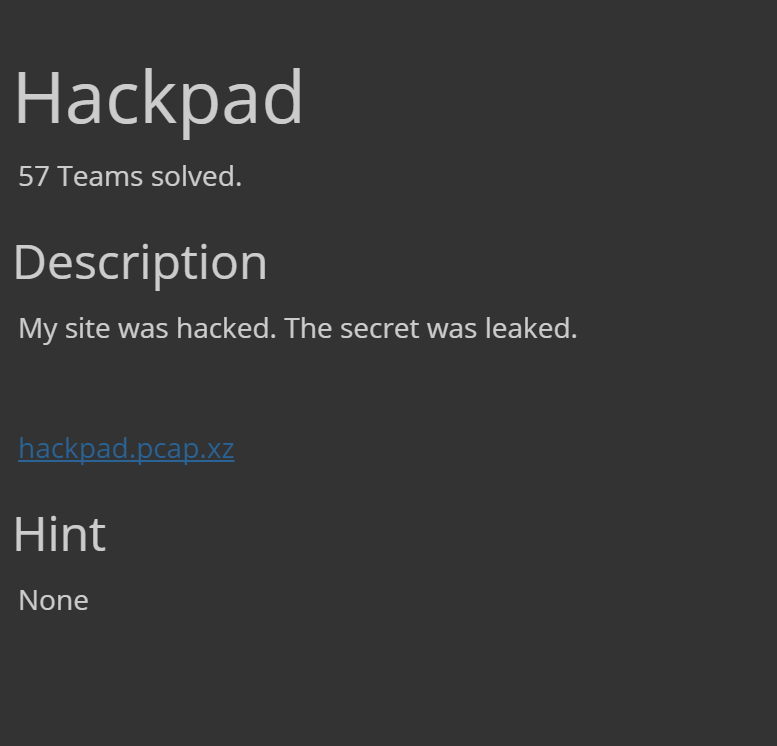 Hackpad
57 Teams solved.
Description
My site was hacked. The secret was leaked.
hackpad.pcap.xz
Hint
None